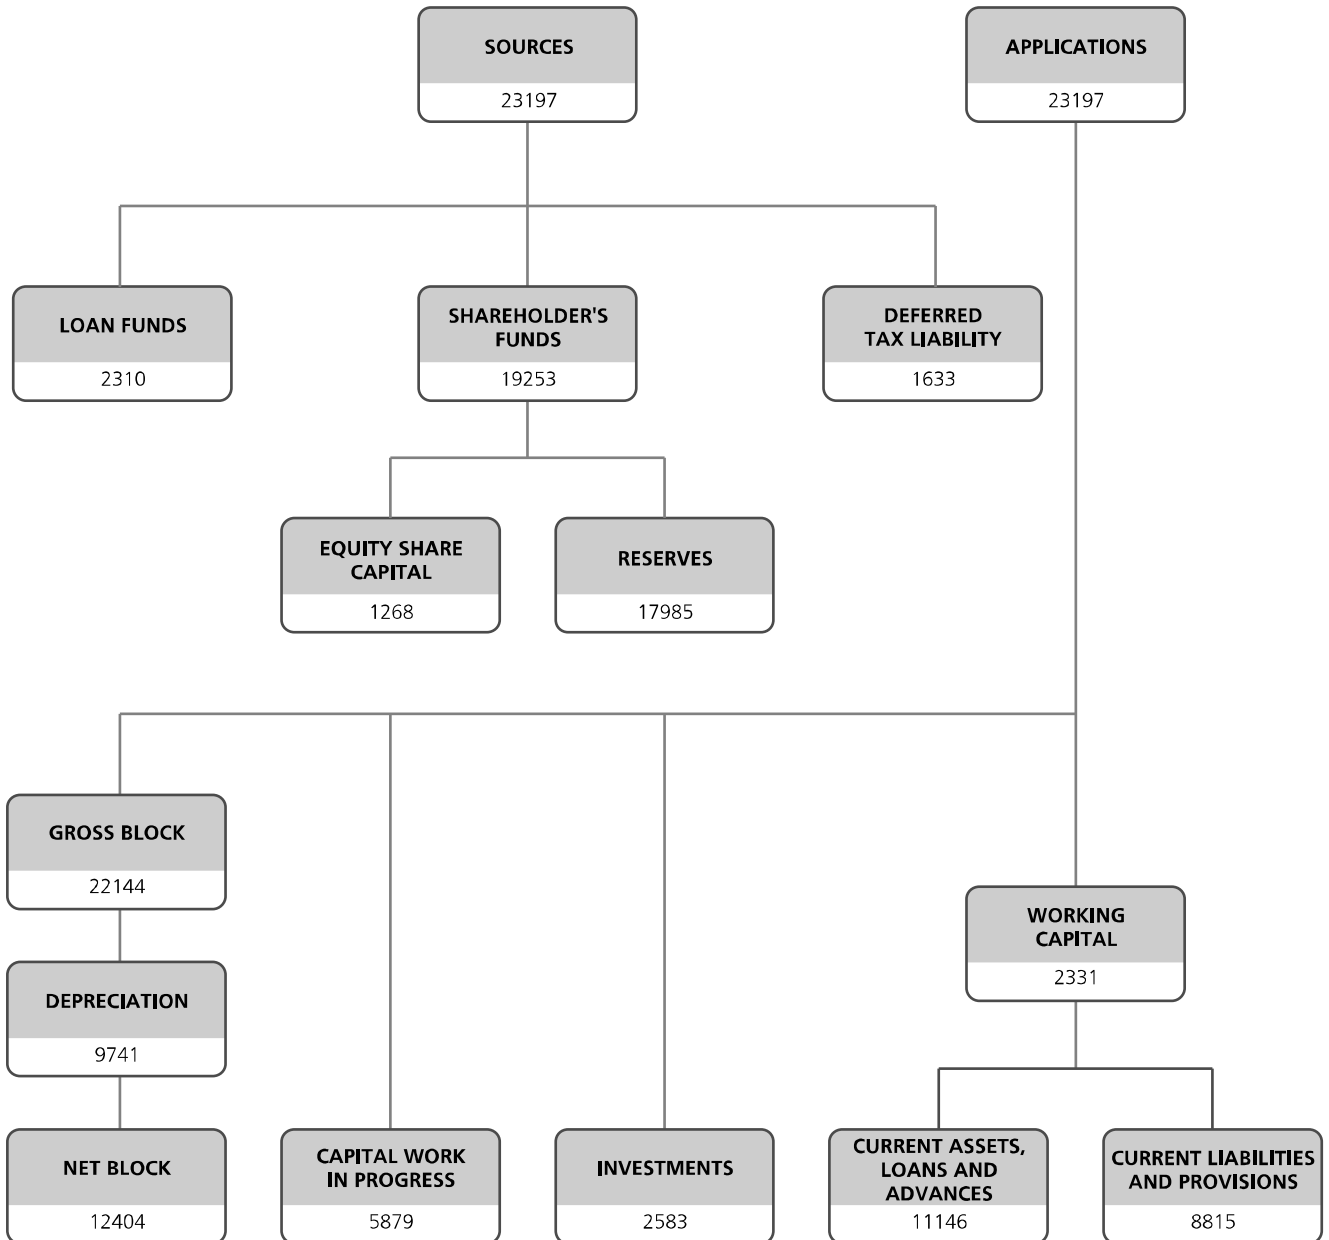 SOURCES
23197
APPLICATIONS
23197
LOAN FUNDS
2310
SHAREHOLDER'S
FUNDS
19253
DEFERRED
TAX LIABILITY
1633
EQUITY SHARE
CAPITAL
1268
RESERVES
17985
GROSS BLOCK
22144
DEPRECIATION
9741
WORKING
CAPITAL
2331
NET BLOCK
12404
CAPITAL WORK
IN PROGRESS
5879
INVESTMENTS
2583
CURRENT ASSETS,
LOANS AND
ADVANCES
11146
CURRENT LIABILITIES
AND PROVISIONS
8815